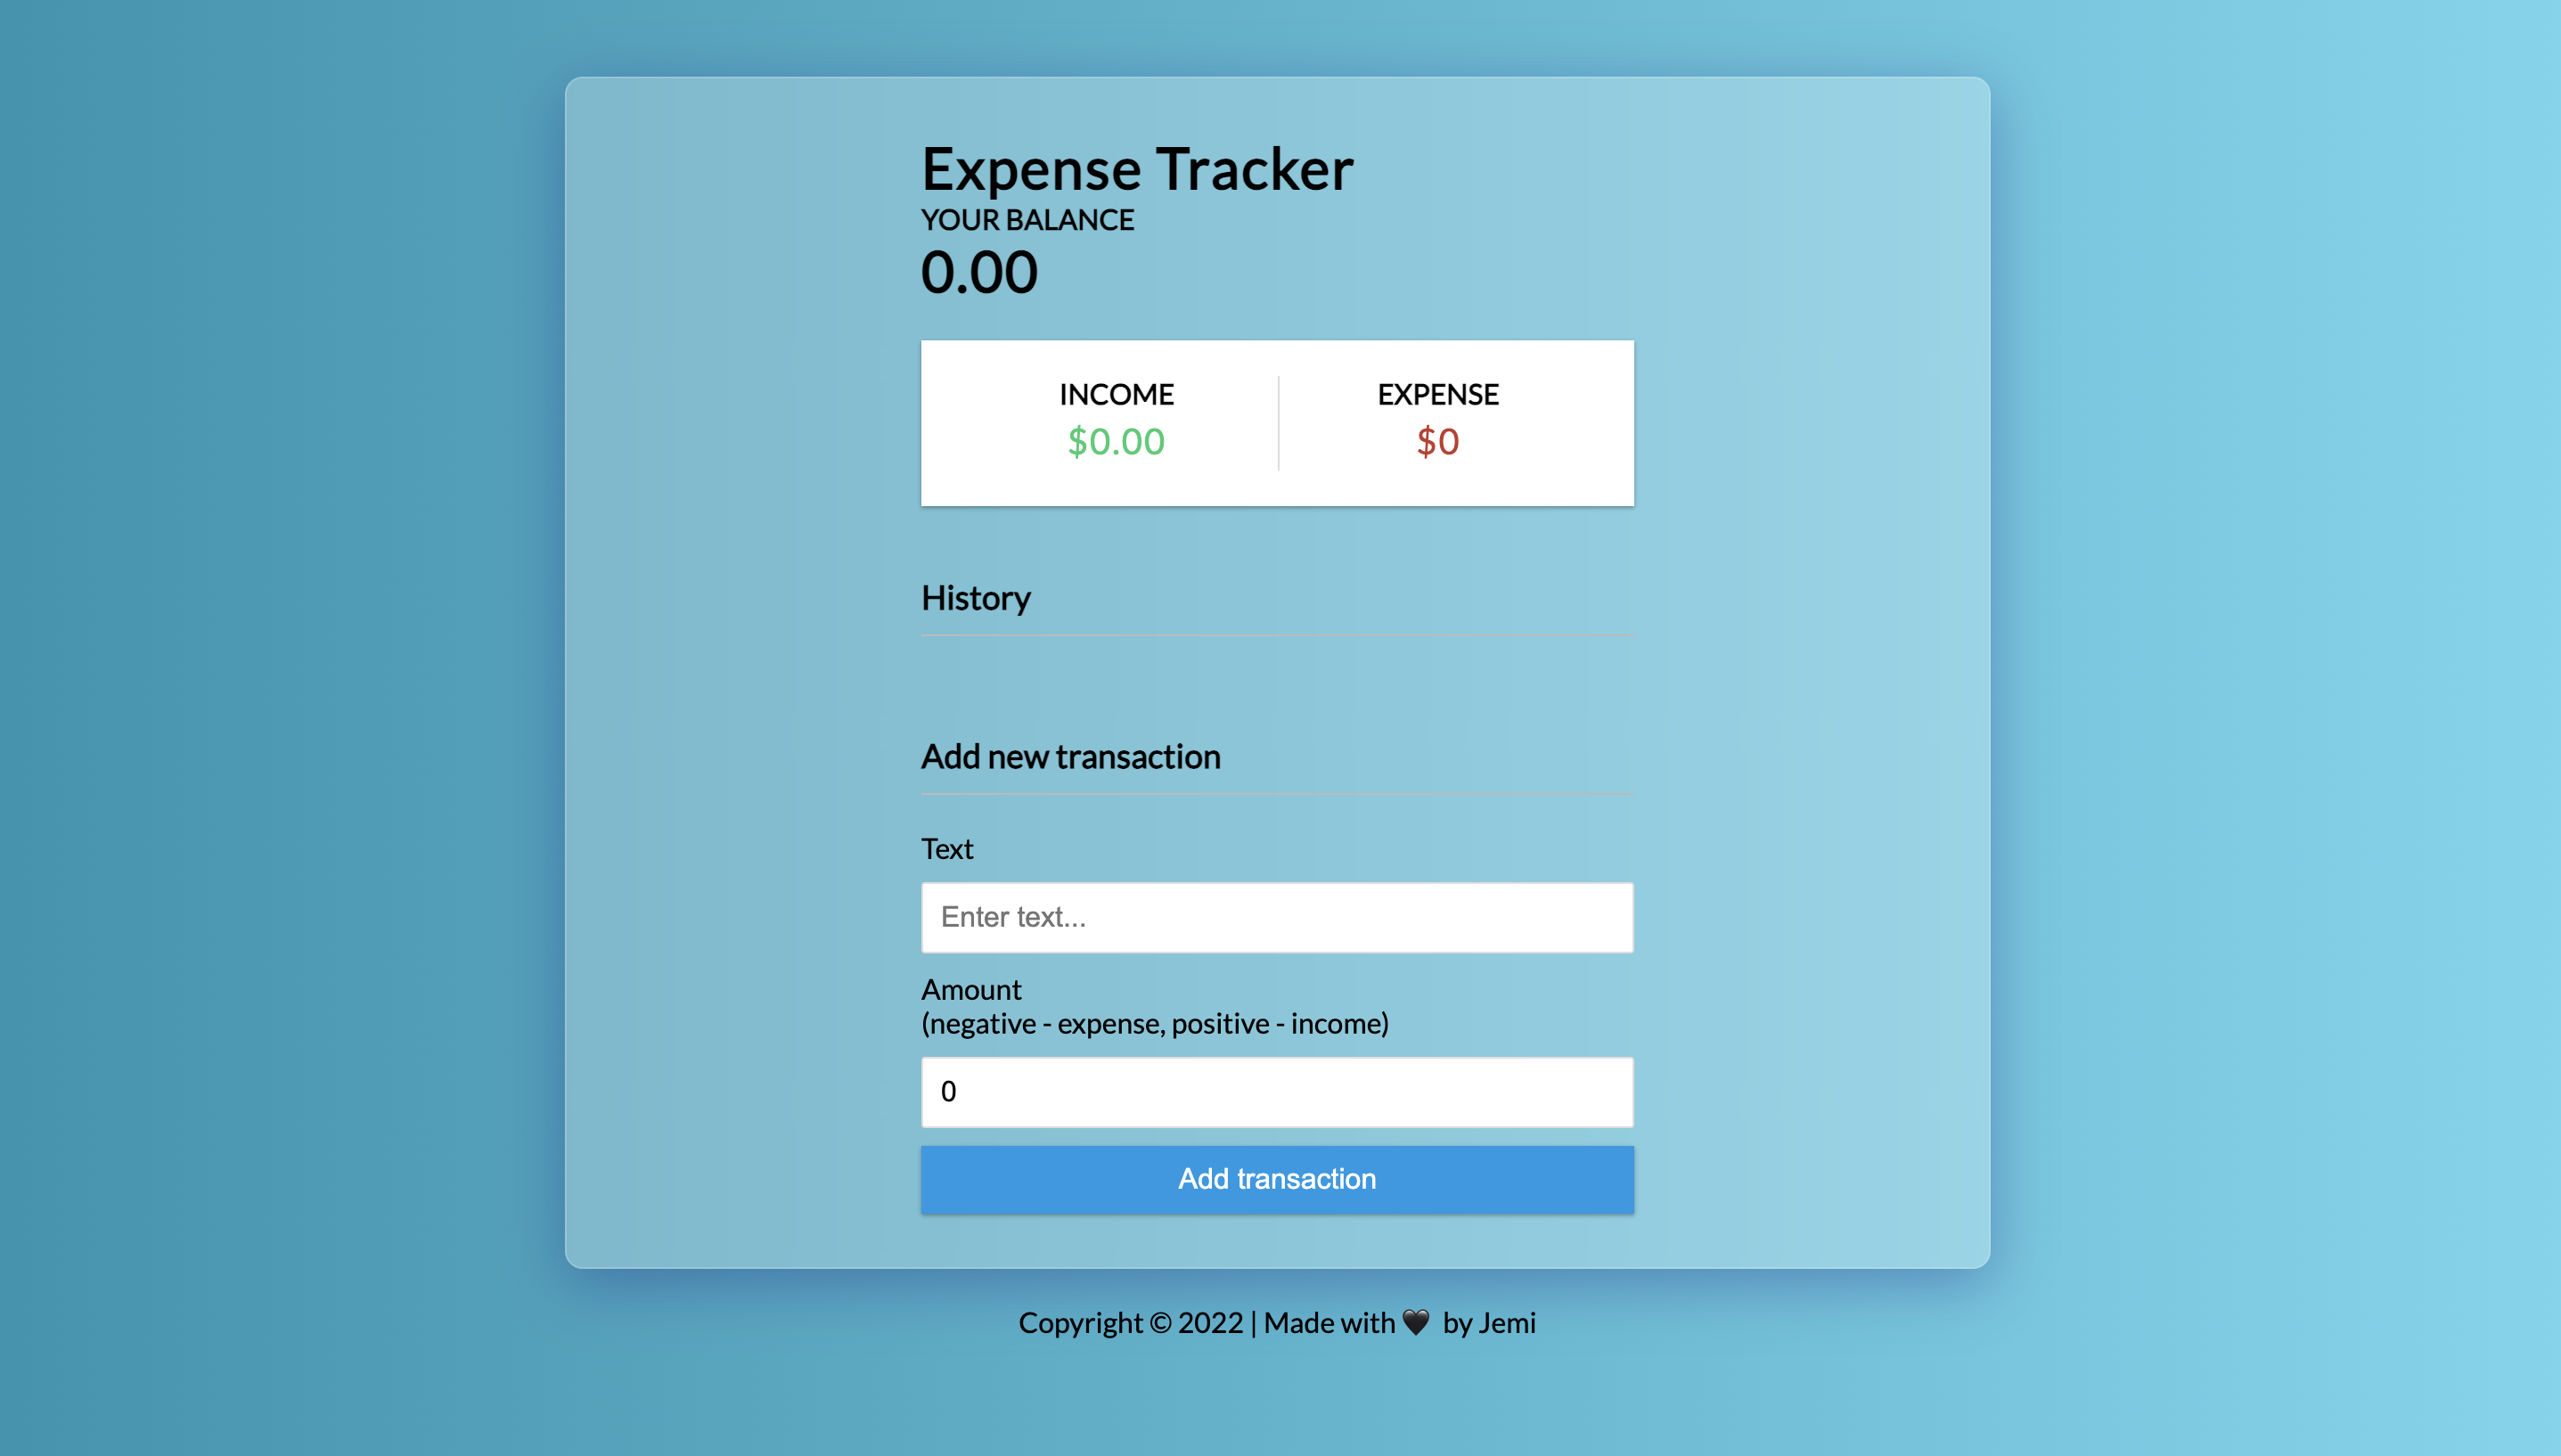 Expense Tracker
YOUR BALANCE
0.00
INCOME
$0.00
EXPENSE
$0
History
Add new transaction
Text
Enter text...
Amount
(negative - expense, positive - income)
0
Add transaction
Copyright © 2022 | Made with 🖤 by Jemi